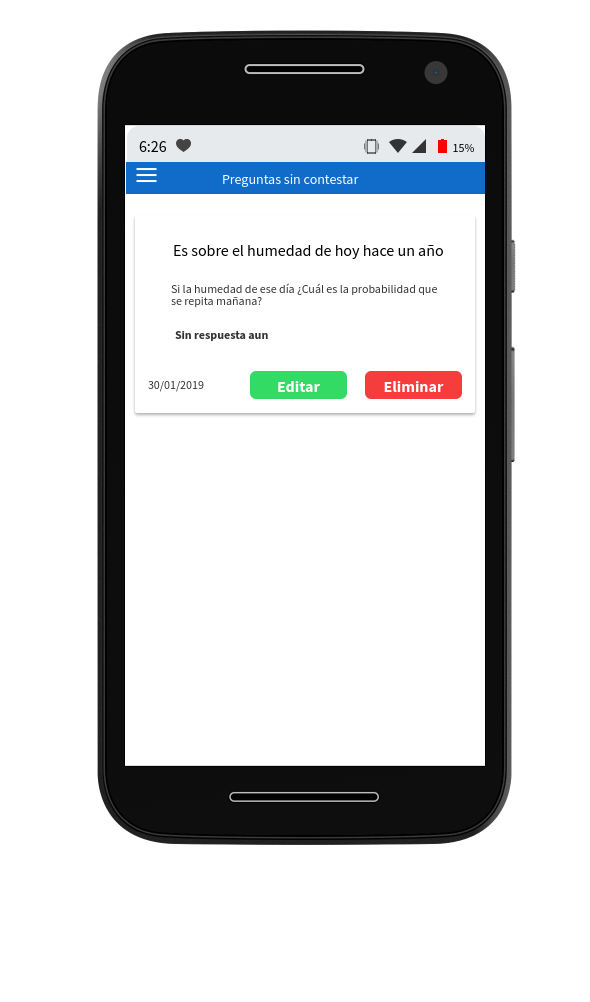 6:26
15%
Preguntas sin contestar
Es sobre el humedad de hoy hace un año
Si la humedad de ese día ¿Cuál es la probabilidad que
se repita mañana?
Sin respuesta aun
30/01/2019
Editar
Eliminar